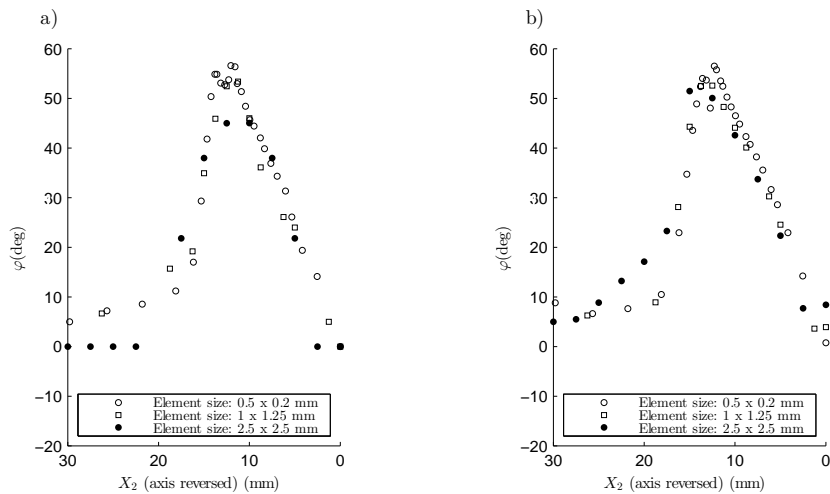 a)
60
50
40
30
20
10
0
−10
−20
φ(deg)
Element size: 0.5 x 0.2 mm
Element size: 1 x 1.25 mm
Element size: 2.5 x 2.5 mm
30 20 10 0
X₂ (axis reversed) (mm)
b)
60
50
40
30
20
10
0
−10
−20
φ(deg)
Element size: 0.5 x 0.2 mm
Element size: 1 x 1.25 mm
Element size: 2.5 x 2.5 mm
30 20 10 0
X₂ (axis reversed) (mm)